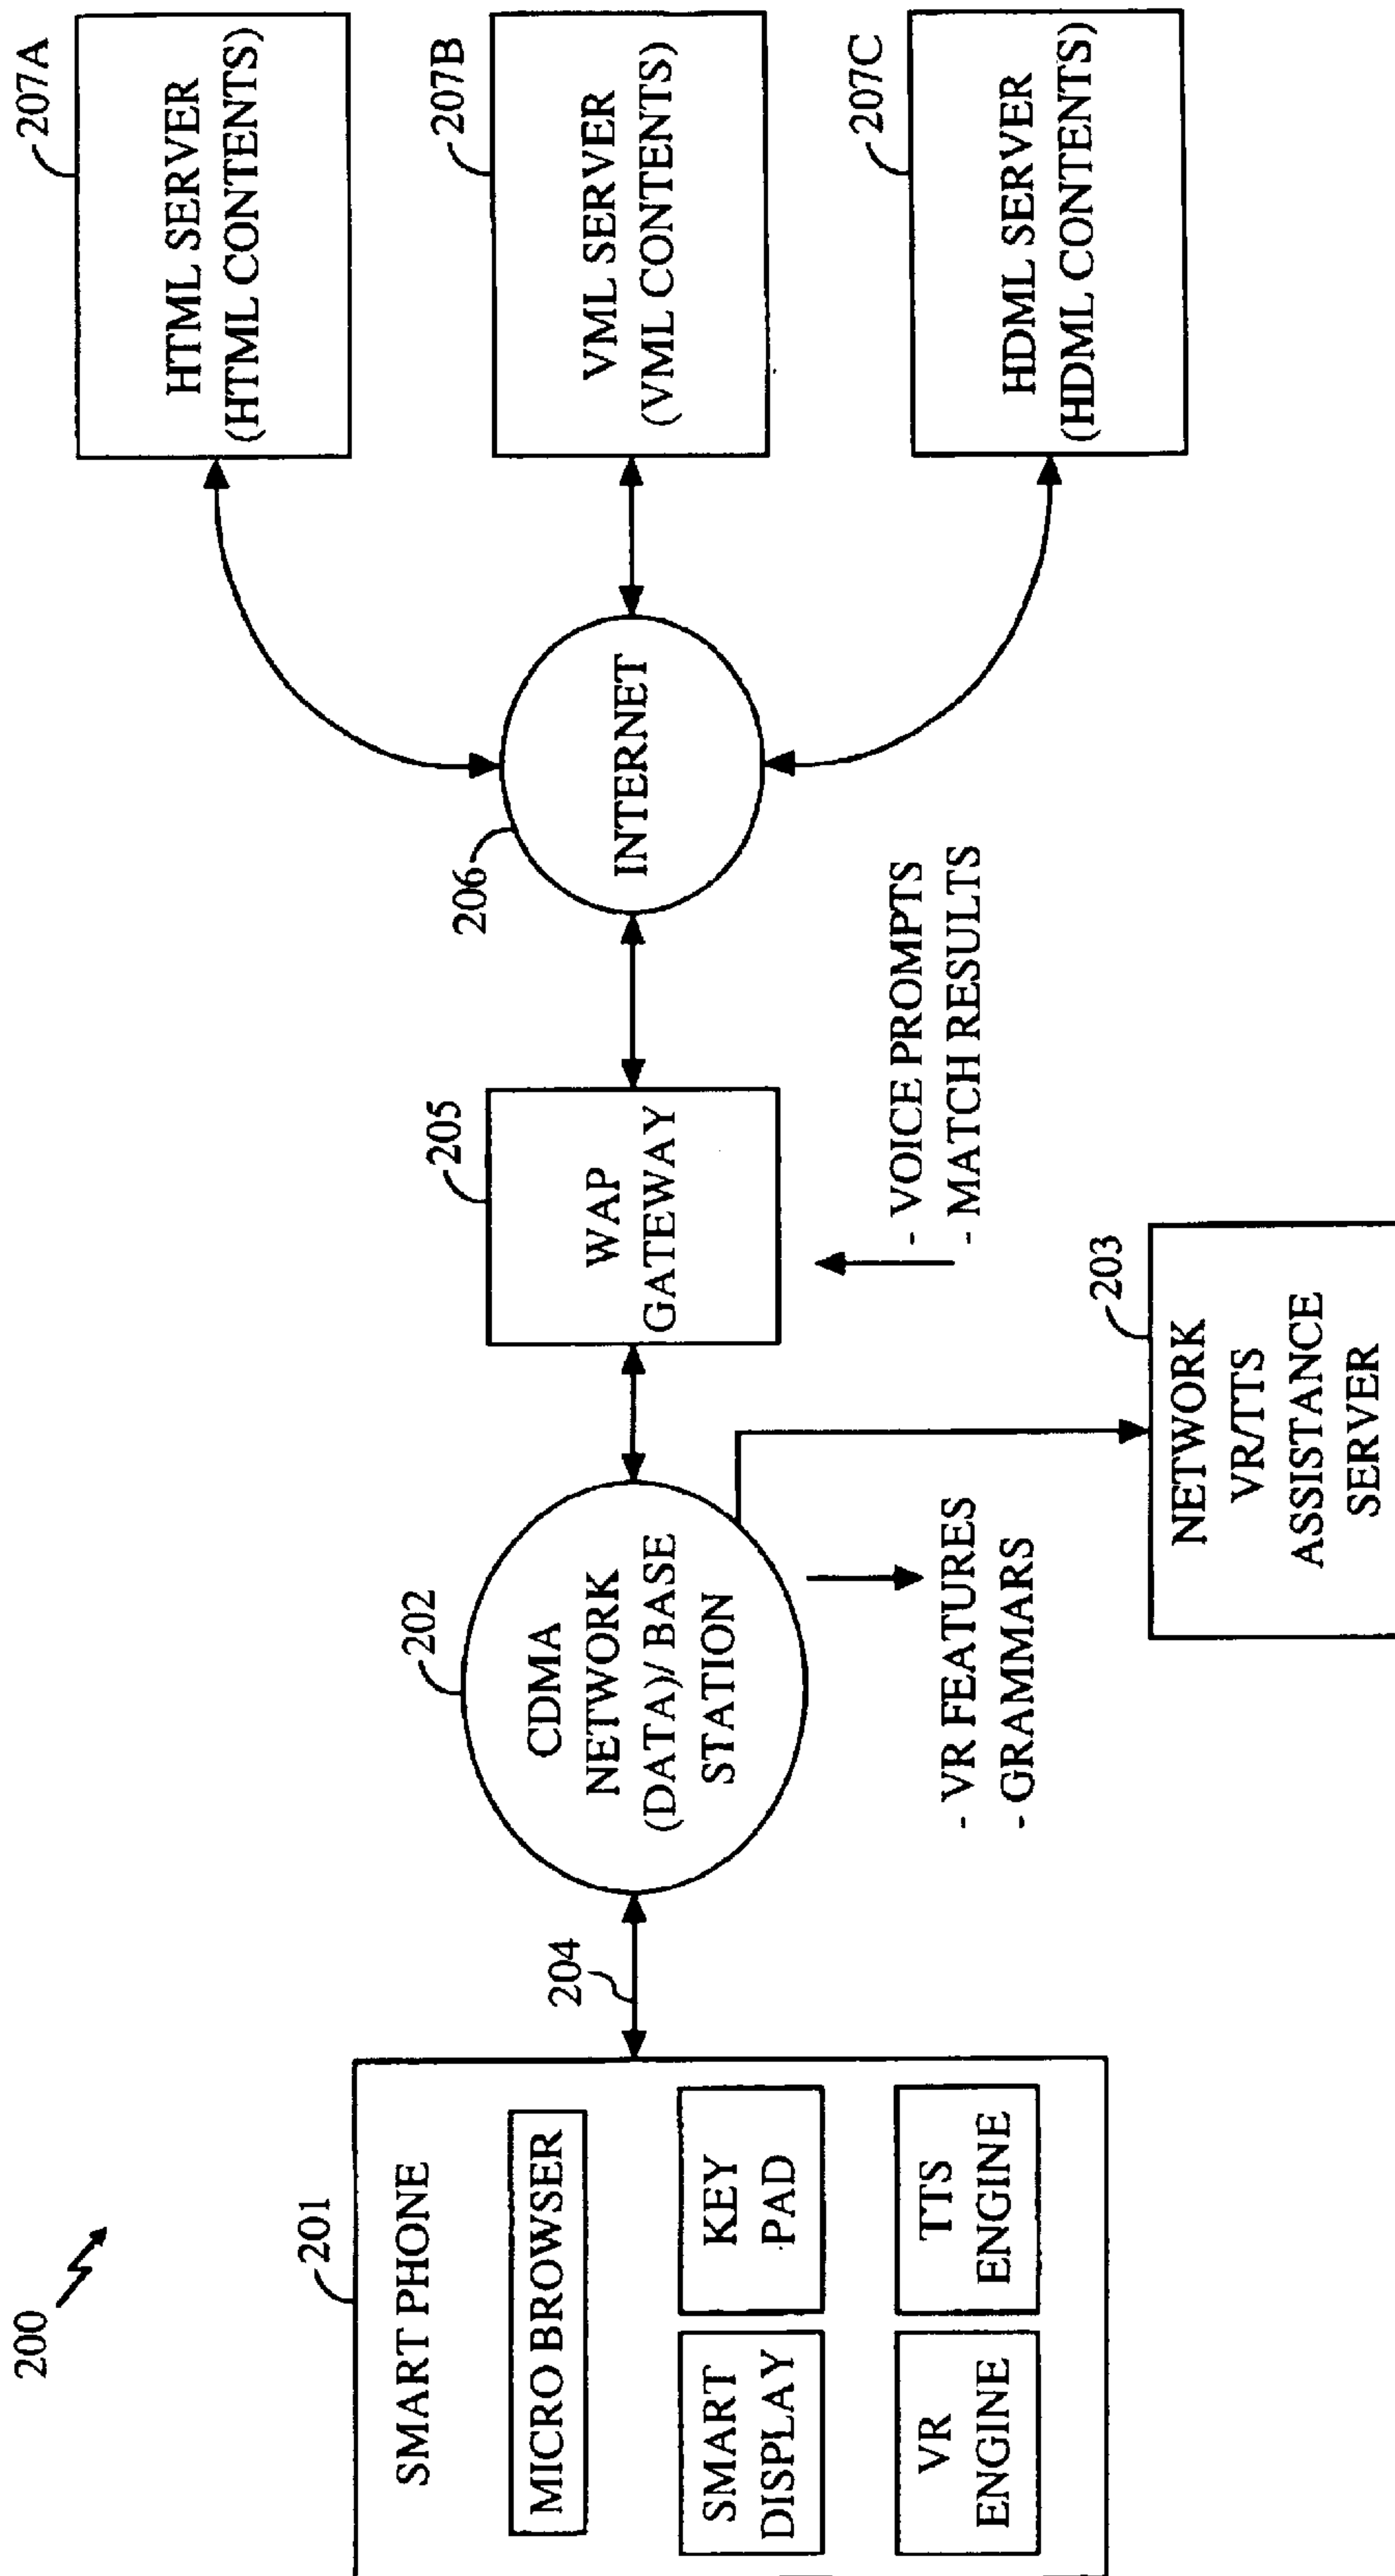 200
201
SMART PHONE
MICRO BROWSER
SMART
DISPLAY
KEY
PAD
VR
ENGINE
TTS
ENGINE
204
202
CDMA
NETWORK
(DATA)/ BASE
STATION
- VR FEATURES
- GRAMMARS
203
NETWORK
VR/TTS
ASSISTANCE
SERVER
205
WAP
GATEWAY
- VOICE PROMPTS
- MATCH RESULTS
206
INTERNET
207A
HTML SERVER
(HTML CONTENTS)
207B
VML SERVER
(VML CONTENTS)
207C
HDML SERVER
(HDML CONTENTS)